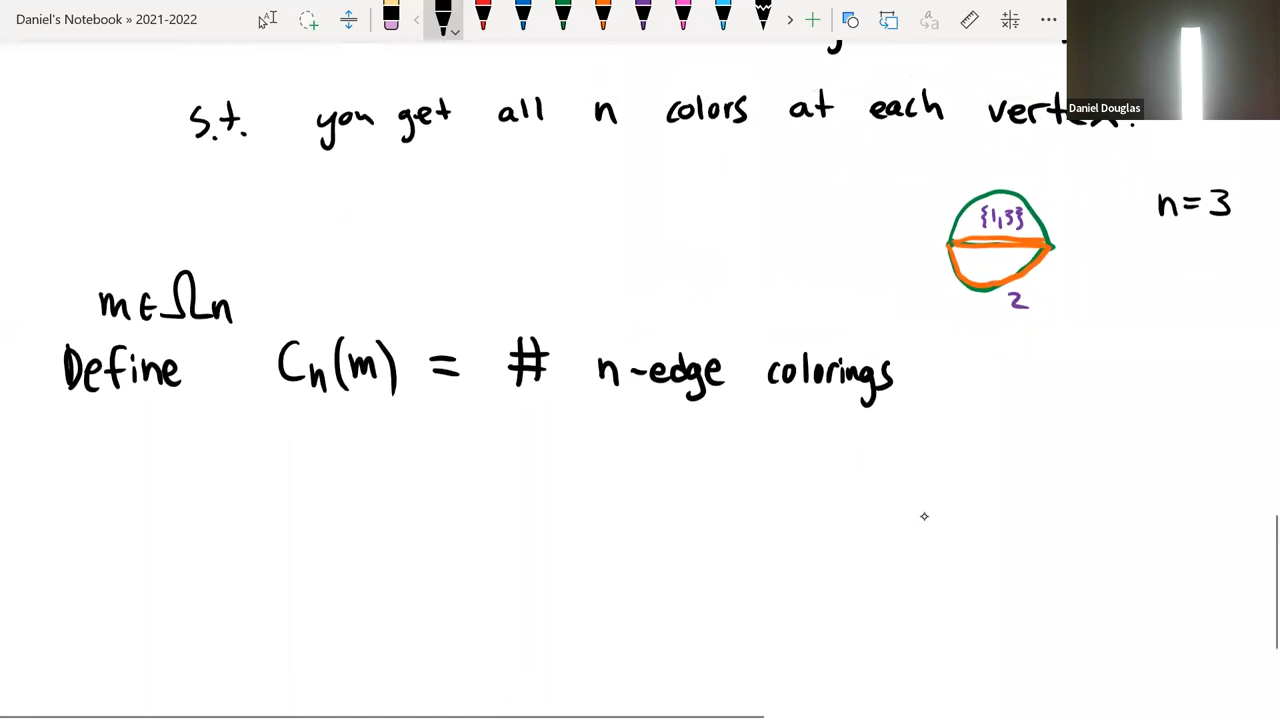 Daniel's Notebook » 2021-2022
Daniel Douglas
s.t. you get all n colors at each vertex.
{1,3}
n=3
2
m ∈ Ωn
Define Cn(m) = # n-edge colorings